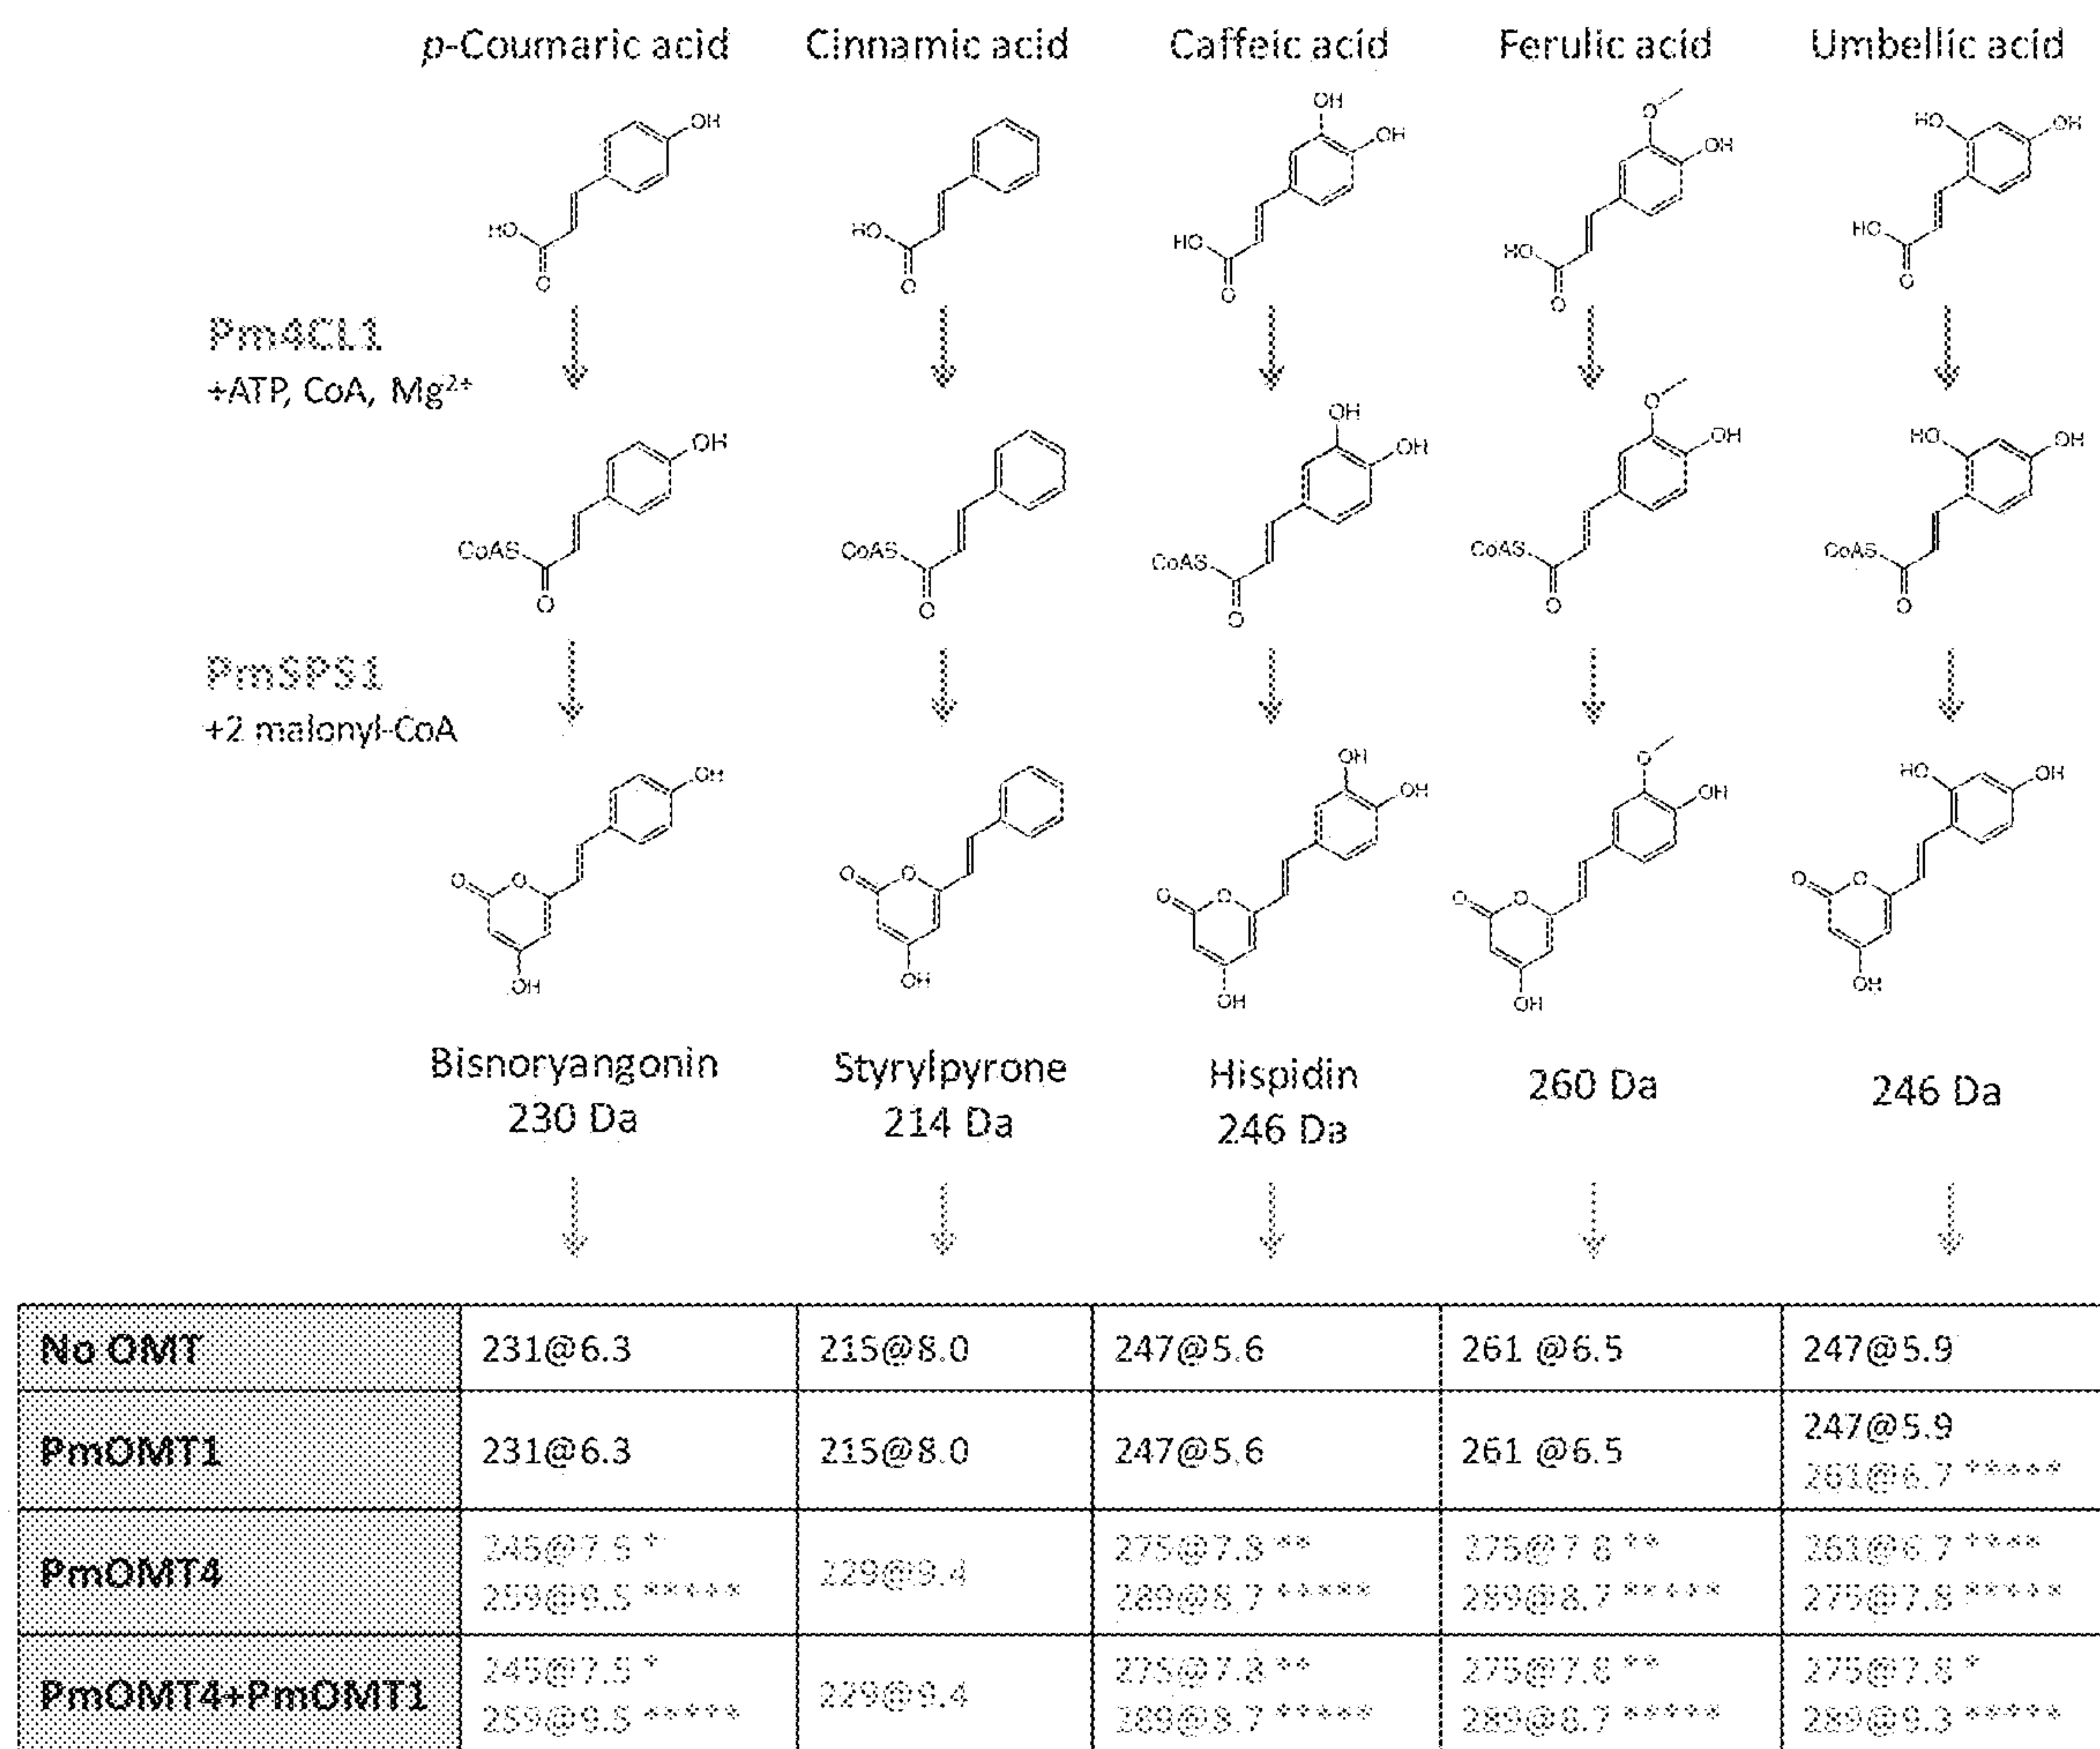 p-Coumaric acid Cinnamic acid Caffeic acid Ferulic acid Umbellic acid
OH OH OH O OH HO OH
HO O HO O HO O HO O HO O
Pm4CL1
+ATP, CoA, Mg2+
OH OH OH O OH HO OH
CoAS O CoAS O CoAS O CoAS O CoAS O
PmSPS1
+2 malonyl-CoA
OH OH OH O OH HO OH
O O O O O O O O O O
OH OH OH OH OH
Bisnoryangonin Styrylpyrone Hispidin 260 Da 246 Da
230 Da 214 Da 246 Da
No OMT 231@6.3 215@8.0 247@5.6 261 @6.5 247@5.9
PmOMT1 231@6.3 215@8.0 247@5.6 261 @6.5 247@5.9
261@6.7 *****
PmOMT4 245@7.5 * 229@9.4 275@7.8 ** 275@7.8 ** 261@6.7 ****
259@9.5 ***** 289@8.7 ***** 289@8.7 ***** 275@7.8 *****
PmOMT4+PmOMT1 245@7.5 * 229@9.4 275@7.8 ** 275@7.8 ** 275@7.8 *
259@9.5 ***** 289@8.7 ***** 289@8.7 ***** 289@9.3 *****